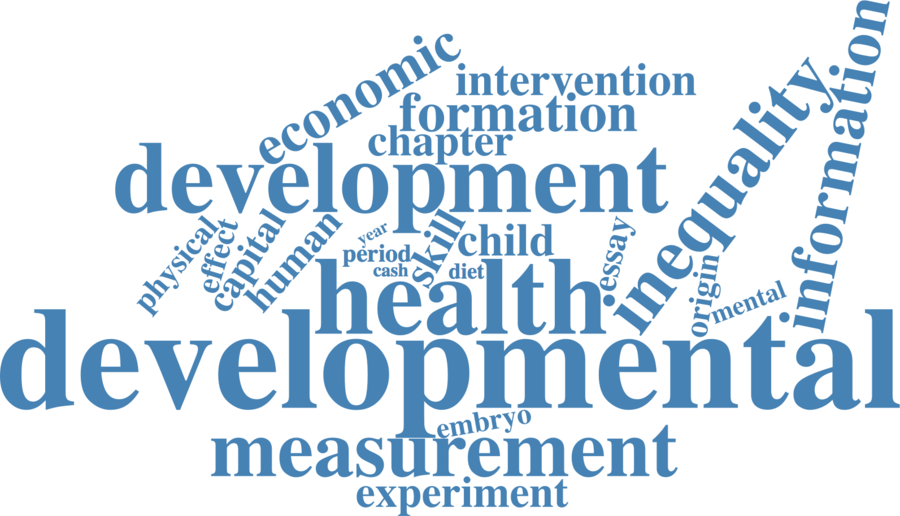 economic
intervention
formation
chapter
development
inequality
information
physical
effect
capital
human
year
period
cash
skill
child
diet
essay
health
origin
mental
developmental
embryo
measurement
experiment